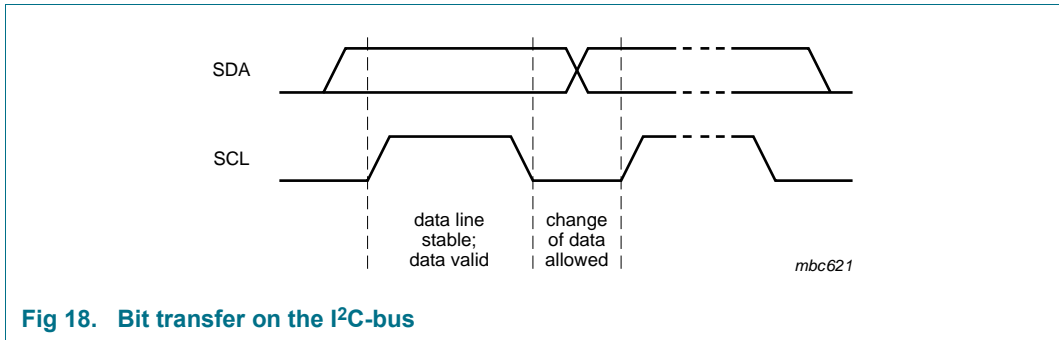 SDA
SCL
data line
stable;
data valid
change
of data
allowed
mbc621
Fig 18. Bit transfer on the I²C-bus